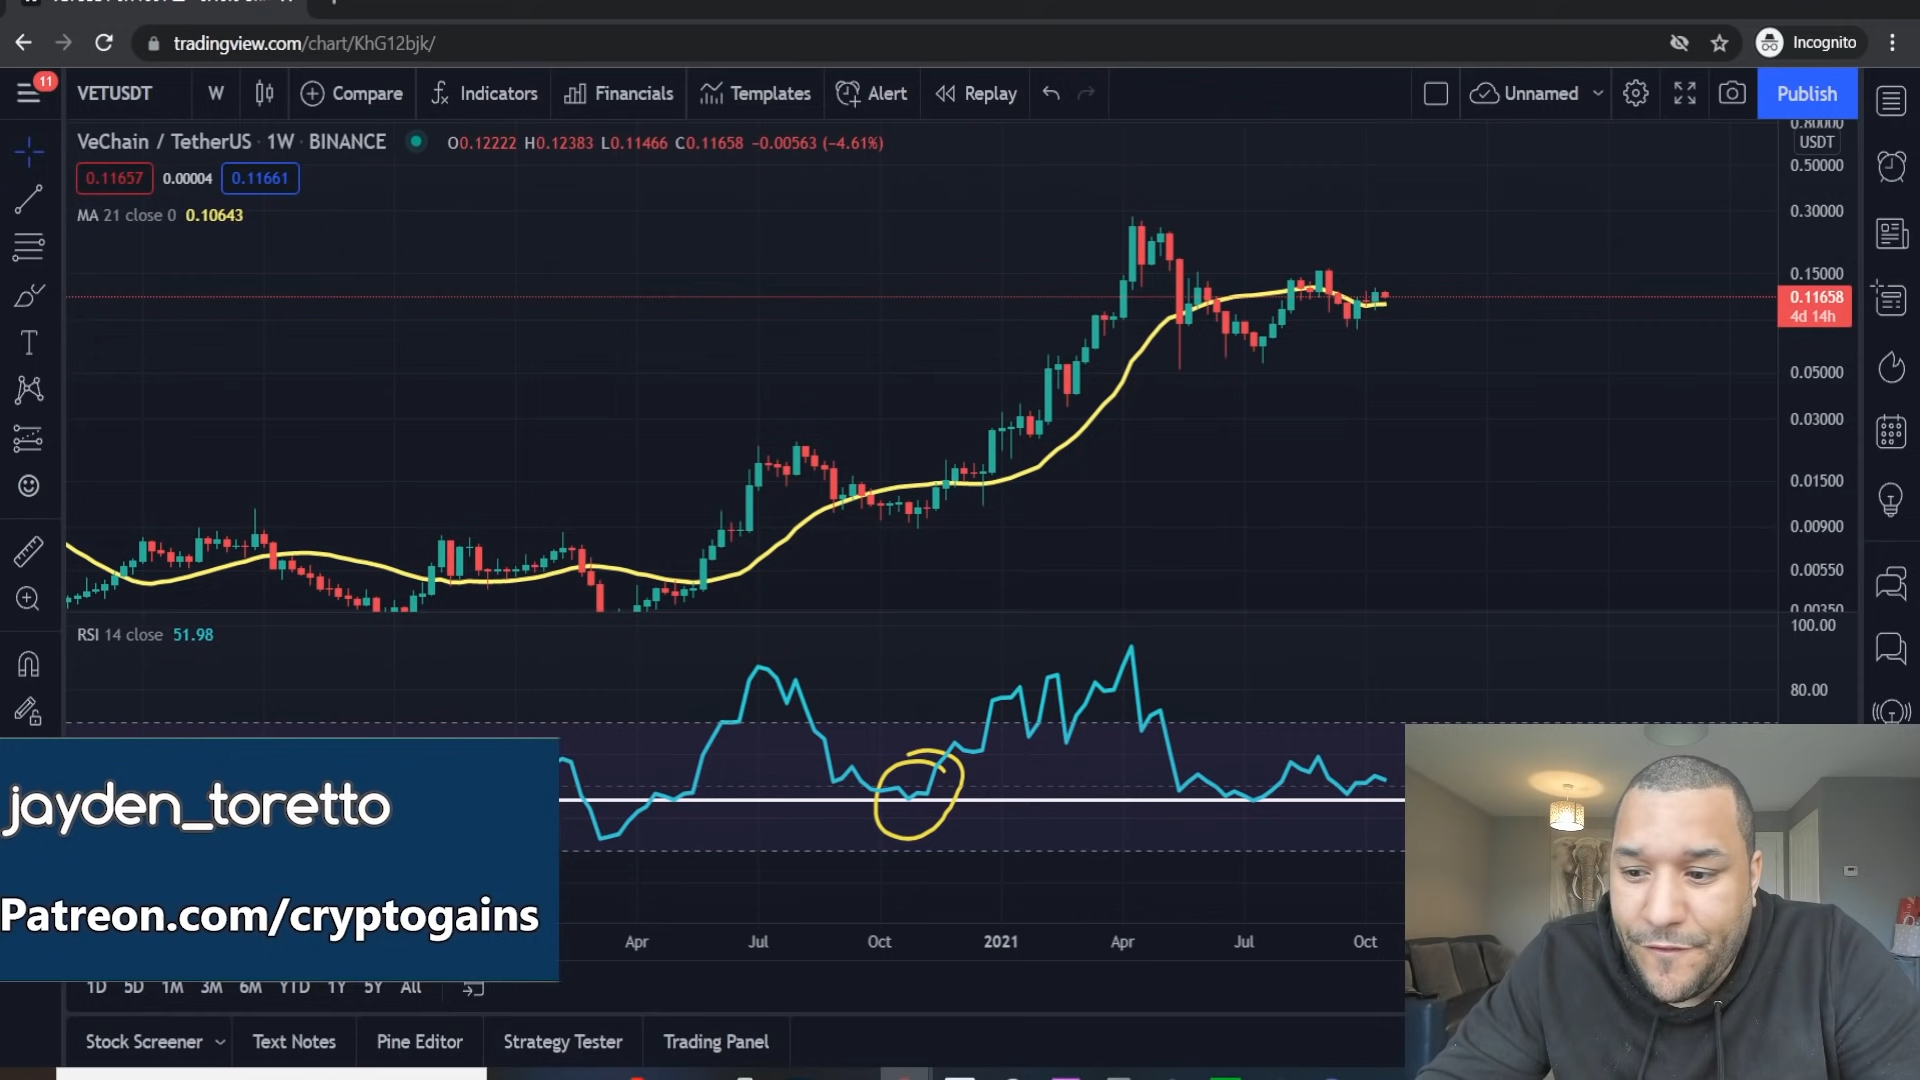 tradingview.com/chart/KhG12bjk/
Incognito
11
VETUSDT W Compare Indicators Financials Templates Alert Replay Unnamed Publish
VeChain / TetherUS · 1W · BINANCE O0.12222 H0.12383 L0.11466 C0.11658 −0.00563 (−4.61%)
0.11657 0.00004 0.11661
MA 21 close 0 0.10643
0.80000
USDT
0.50000
0.30000
0.15000
0.11658
4d 14h
0.05000
0.03000
0.01500
0.00900
0.00550
0.00350
RSI 14 close 51.98
100.00
80.00
jayden_toretto
Patreon.com/cryptogains
Apr Jul Oct 2021 Apr Jul Oct
1D 5D 1M 3M 6M YTD 1Y 5Y All
Stock Screener Text Notes Pine Editor Strategy Tester Trading Panel